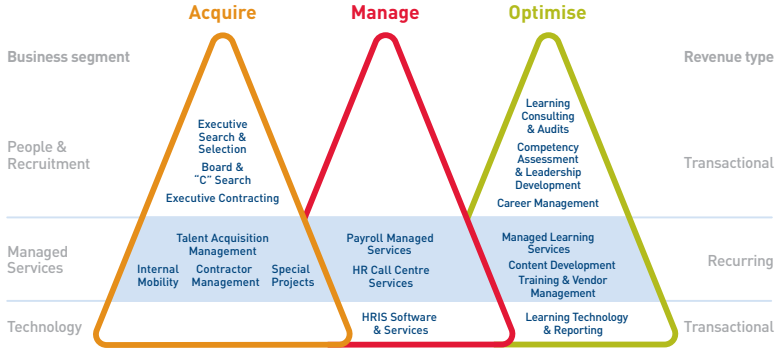 Acquire
Manage
Optimise
Business segment
Revenue type
People &
Recruitment
Executive
Search &
Selection
Board &
“C” Search
Executive Contracting
Learning
Consulting
& Audits
Competency
Assessment
& Leadership
Development
Career Management
Transactional
Managed
Services
Talent Acquisition
Management
Internal
Mobility
Contractor
Management
Special
Projects
Payroll Managed
Services
HR Call Centre
Services
Managed Learning
Services
Content Development
Training & Vendor
Management
Recurring
Technology
HRIS Software
& Services
Learning Technology
& Reporting
Transactional